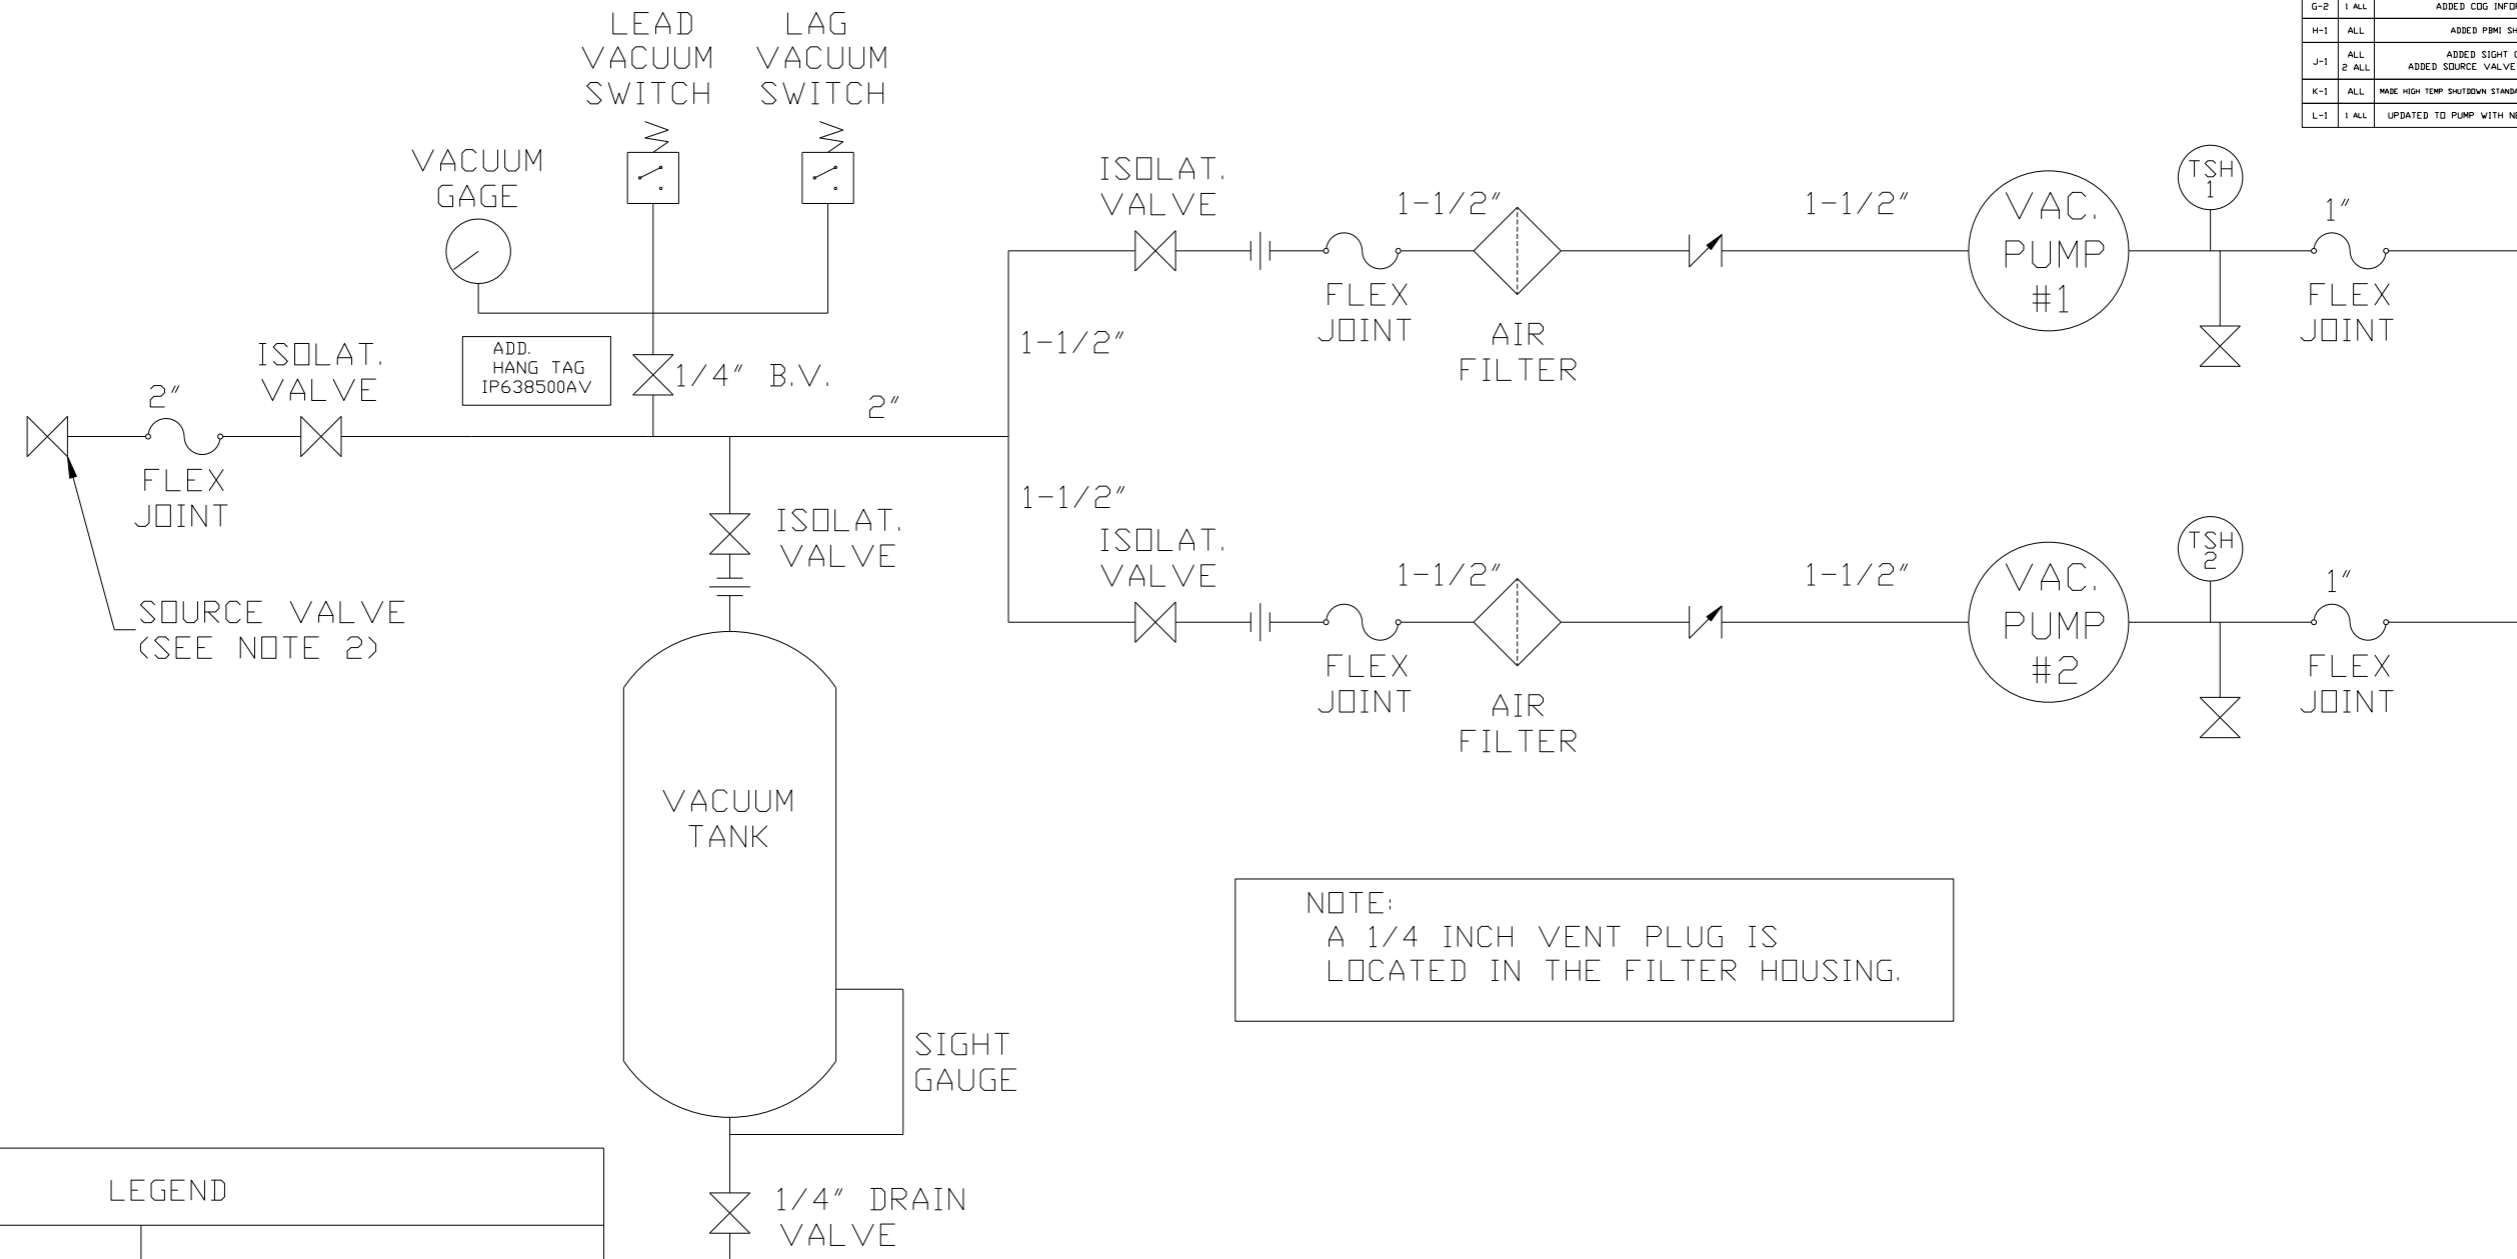 LEAD
VACUUM
SWITCH
LAG
VACUUM
SWITCH
G-2 1 ALL ADDED COG
H-1 ALL ADDED PBMI
J-1 ALL ADDED SIGHT
2 ALL ADDED SOURCE VALVE
K-1 ALL MADE HIGH TEMP SHUTDOWN
L-1 1 ALL UPDATED TO PUMP WITH
VACUUM
GAGE
ISOLAT.
VALVE
1-1/2"
1-1/2"
VAC.
PUMP
#1
TSH
1
1"
FLEX
JOINT
FLEX
JOINT
AIR
FILTER
1-1/2"
ADD.
HANG TAG
IP638500AV
1/4" B.V.
ISOLAT.
VALVE
2"
2"
FLEX
JOINT
1-1/2"
ISOLAT.
VALVE
ISOLAT.
VALVE
1-1/2"
1-1/2"
VAC.
PUMP
#2
TSH
2
1"
FLEX
JOINT
FLEX
JOINT
AIR
FILTER
SOURCE VALVE
(SEE NOTE 2)
VACUUM
TANK
NOTE:
A 1/4 INCH VENT PLUG IS
LOCATED IN THE FILTER HOUSING.
SIGHT
GAUGE
LEGEND
1/4" DRAIN
VALVE